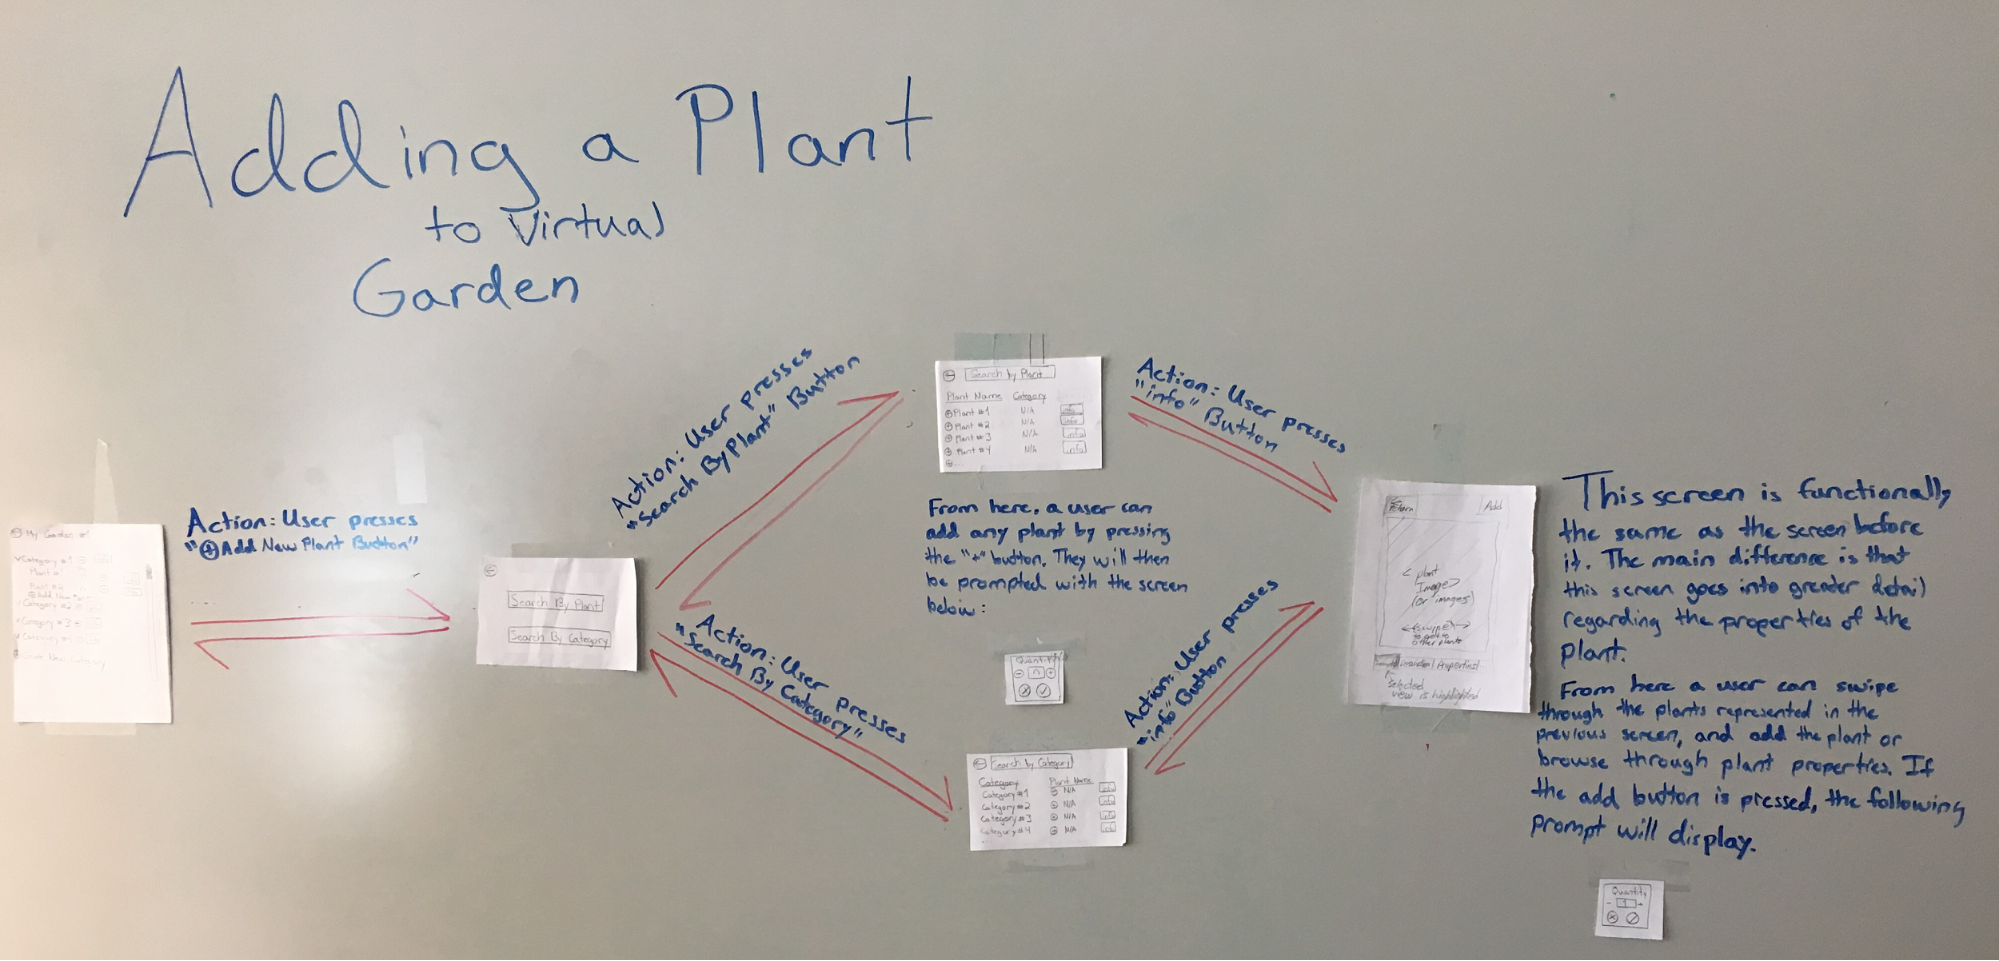 Adding a Plant
to Virtual
Garden
My Garden #1
Category #1
Plant #
Plant #2
⊕ Add New
Category #2
Category #3
Category
Category
Action: User presses
"⊕Add New Plant Button"
Search By Plant
Search By Category
Action: User presses
"Search By Plant" Button
Action: User presses
"Search By Category"
Search by Plant
Plant Name Category
⊕ Plant #1 N/A info
⊕ Plant #2 N/A info
⊕ Plant #3 N/A info
⊕ Plant #4 N/A info
⊕...
From here, a user can
add any plant by pressing
the "+" button. They will then
be prompted with the screen
below:
Quantity
⊖ n ⊕
Search by Category
Category Plant Name
Category #1 ⊕ N/A info
Category #2 ⊕ N/A info
Category #3 ⊕ N/A info
Category #4 ⊕ N/A info
Action: User presses
"info" Button
Action: User presses
"info" Button
Return Add
< plant
Image>
(or images)
<-(swipe)->
to go to
other plants
Properties
selected
view is highlighted
This screen is functionally
the same as the screen before
it. The main difference is that
this screen goes into greater detail
regarding the properties of the
plant.
From here a user can swipe
through the plants represented in the
previous screen, and add the plant or
browse through plant properties. If
the add button is pressed, the following
prompt will display.
Quantity
- 1 +